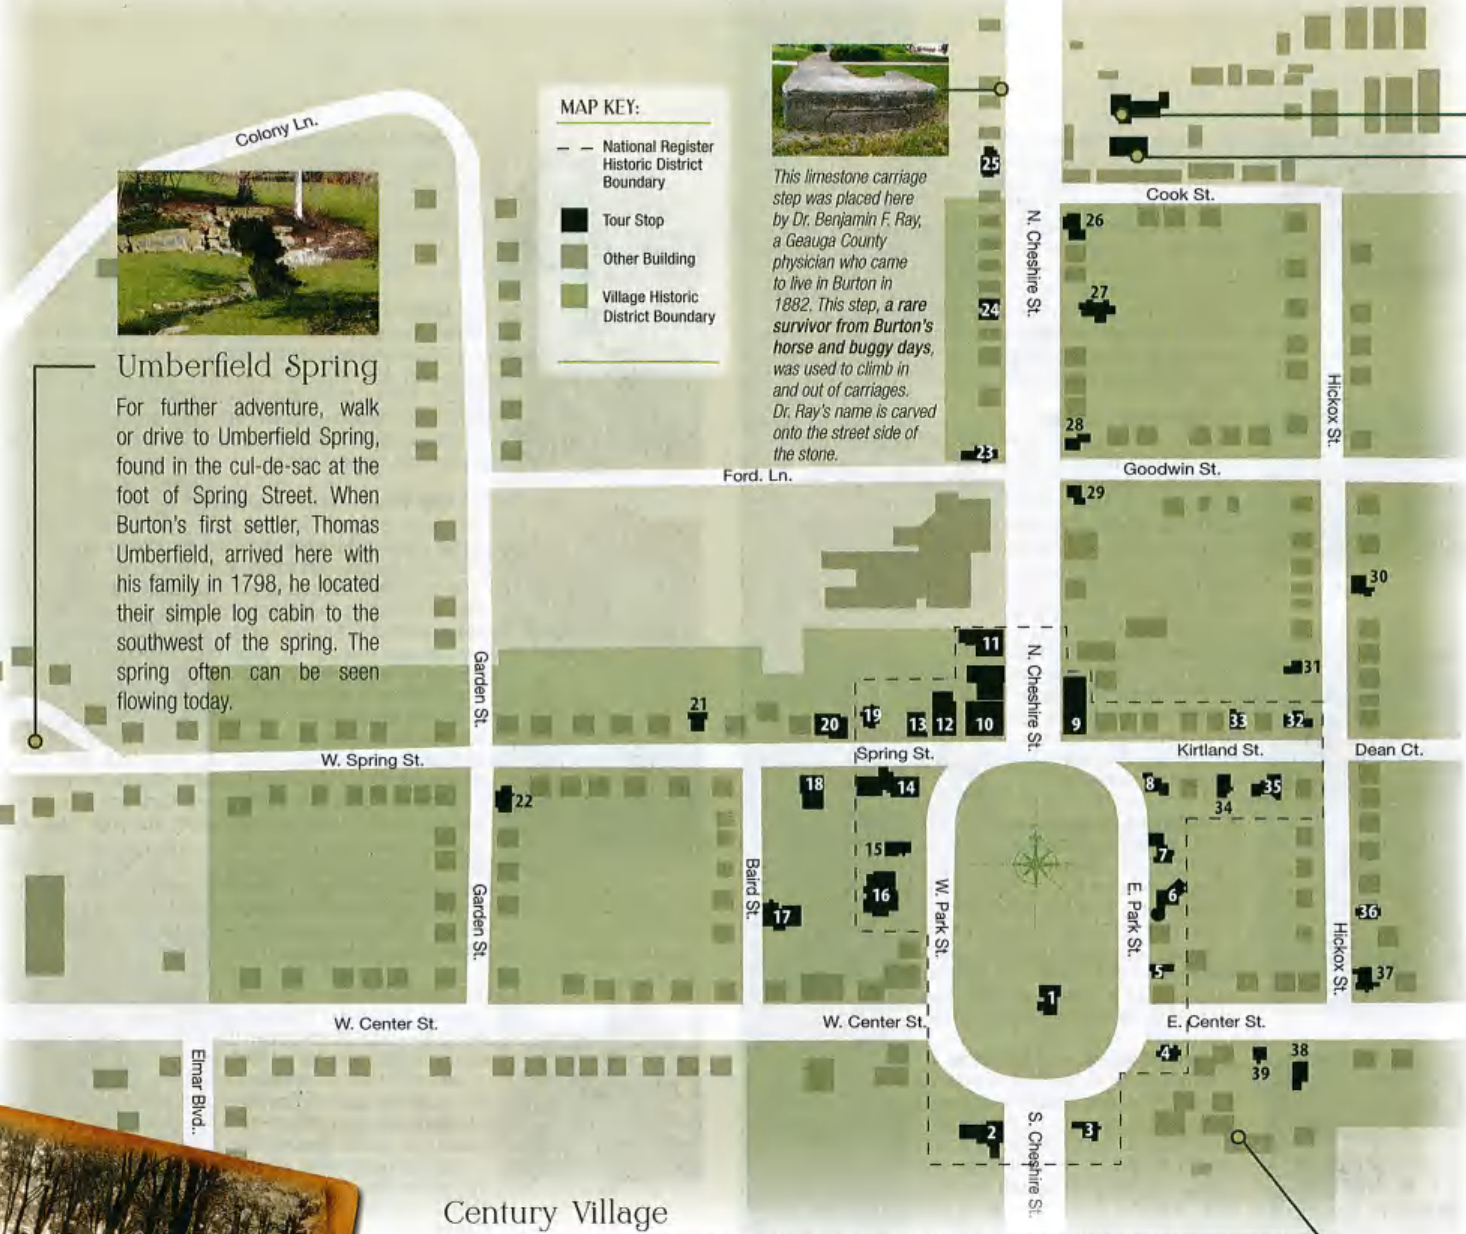 Colony Ln.
MAP KEY:
National Register
Historic District
Boundary
Tour Stop
Other Building
Village Historic
District Boundary
This limestone carriage
step was placed here
by Dr. Benjamin F. Ray,
a Geauga County
physician who came
to live in Burton in
1882. This step, a rare
survivor from Burton's
horse and buggy days,
was used to climb in
and out of carriages.
Dr. Ray's name is carved
onto the street side of
the stone.
Umberfield Spring
For further adventure, walk
or drive to Umberfield Spring,
found in the cul-de-sac at the
foot of Spring Street. When
Burton's first settler, Thomas
Umberfield, arrived here with
his family in 1798, he located
their simple log cabin to the
southwest of the spring. The
spring often can be seen
flowing today.
25
Cook St.
26
N. Cheshire St.
27
24
Hickox St.
28
23
Ford. Ln.
Goodwin St.
29
30
11
N. Cheshire St.
31
Garden St.
21
20
19
13
12
10
9
33
32
W. Spring St.
Spring St.
Kirtland St.
Dean Ct.
22
18
14
8
34
35
15
7
Baird St.
16
17
Garden St.
W. Park St.
E. Park St.
6
36
Hickox St.
5
37
1
W. Center St.
W. Center St.
E. Center St.
Elmar Blvd..
4
39
38
2
S. Cheshire St.
3
Century Village